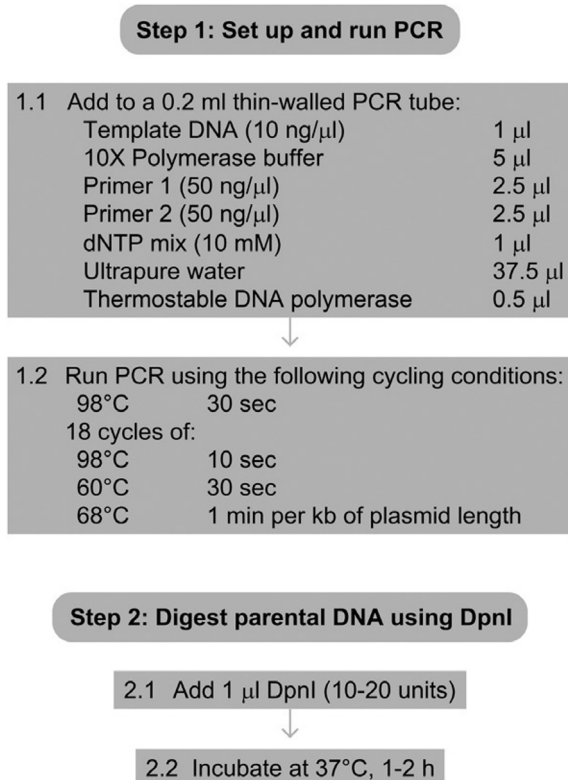 Step 1: Set up and run PCR
1.1 Add to a 0.2 ml thin-walled PCR tube:
Template DNA (10 ng/μl) 1 μl
10X Polymerase buffer 5 μl
Primer 1 (50 ng/μl) 2.5 μl
Primer 2 (50 ng/μl) 2.5 μl
dNTP mix (10 mM) 1 μl
Ultrapure water 37.5 μl
Thermostable DNA polymerase 0.5 μl
1.2 Run PCR using the following cycling conditions:
98°C 30 sec
18 cycles of:
98°C 10 sec
60°C 30 sec
68°C 1 min per kb of plasmid length
Step 2: Digest parental DNA using DpnI
2.1 Add 1 μl DpnI (10-20 units)
2.2 Incubate at 37°C, 1-2 h